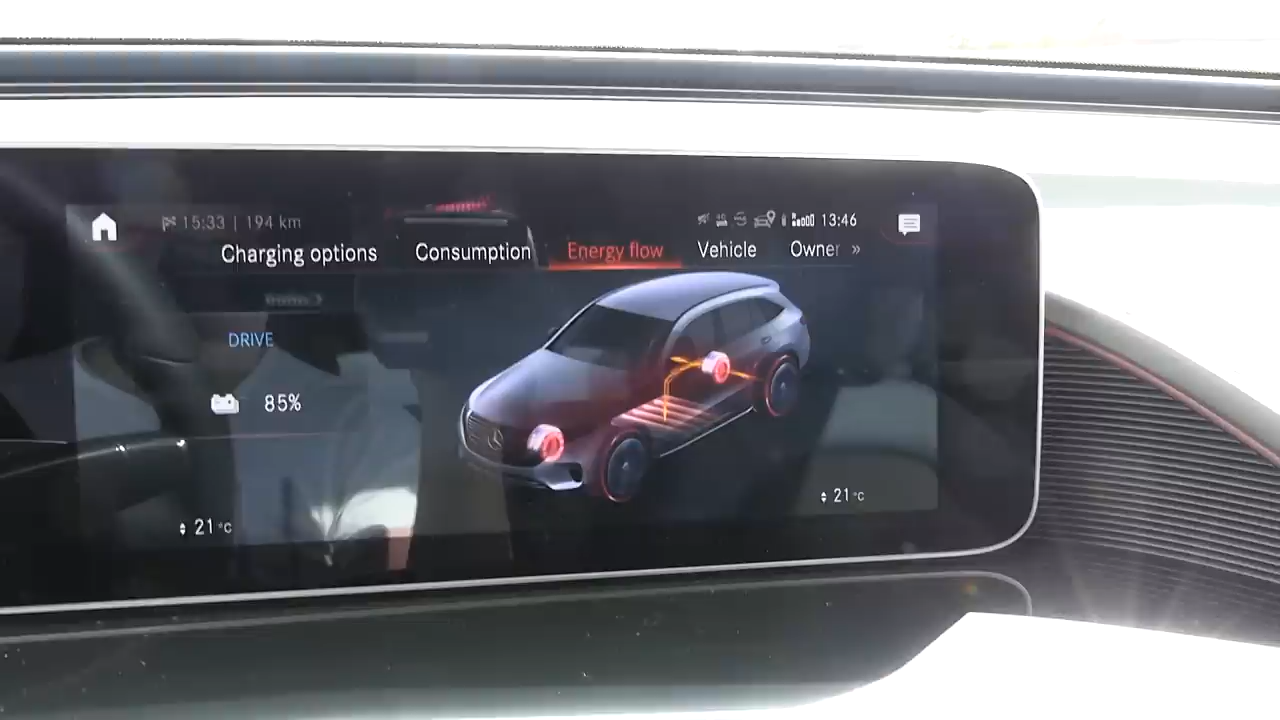 15:33 | 194 km
13:46
Charging options Consumption Energy flow Vehicle Owner »
DRIVE
85%
21 °C
21 °C